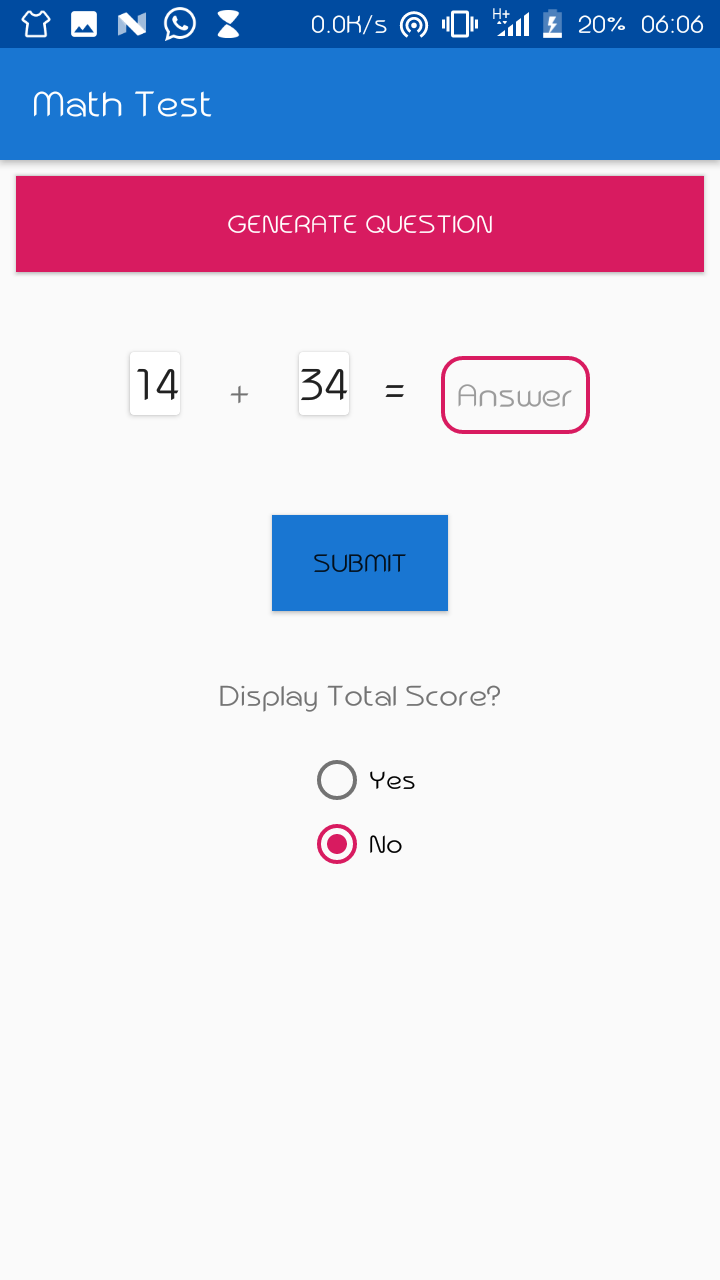 0.0K/s H+ 20% 06:06
Math Test
GENERATE QUESTION
14 + 34 = Answer
SUBMIT
Display Total Score?
Yes
No